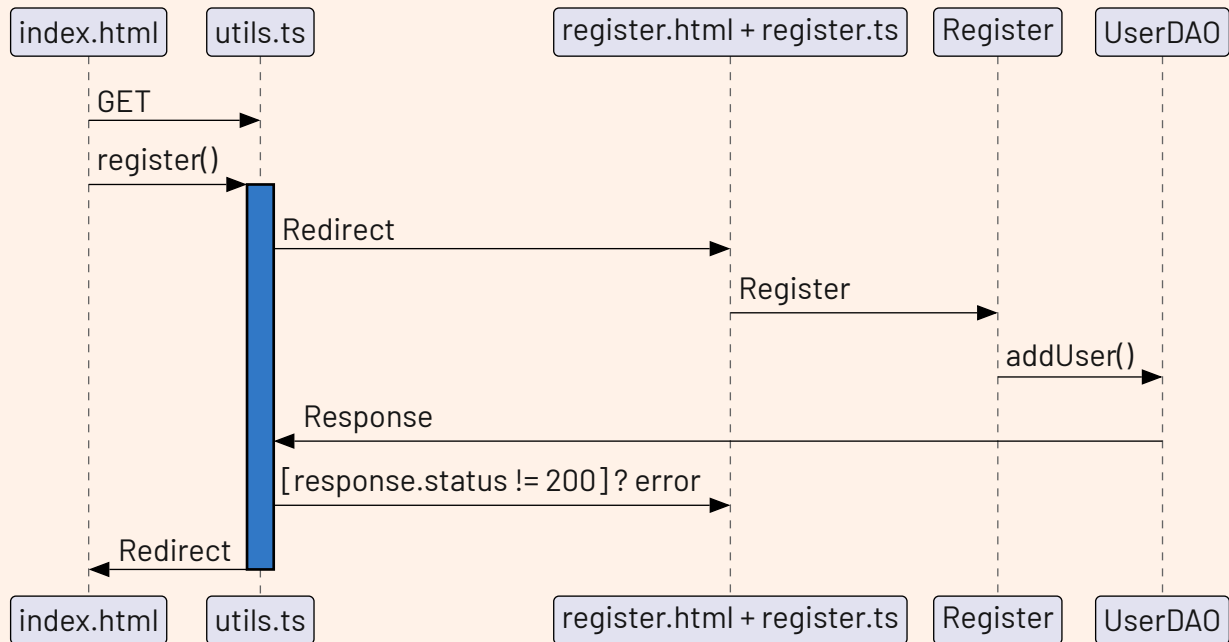 index.html
utils.ts
register.html + register.ts
Register
UserDAO
GET
register()
Redirect
Register
addUser()
Response
[response.status != 200] ? error
Redirect
index.html
utils.ts
register.html + register.ts
Register
UserDAO